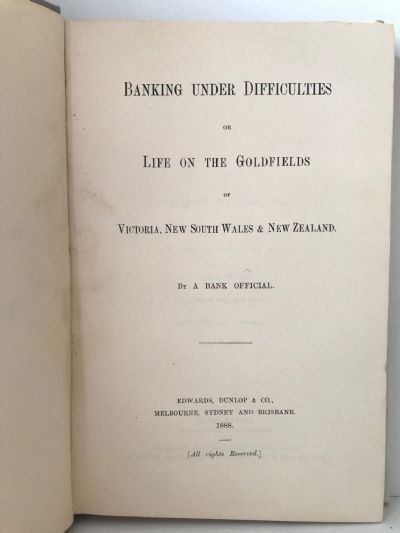 BANKING UNDER DIFFICULTIES
OR
LIFE ON THE GOLDFIELDS
OF
VICTORIA, NEW SOUTH WALES & NEW ZEALAND.
BY A BANK OFFICIAL.
EDWARDS, DUNLOP & CO.,
MELBOURNE, SYDNEY AND BRISBANE.
1888.
[All rights Reserved.]